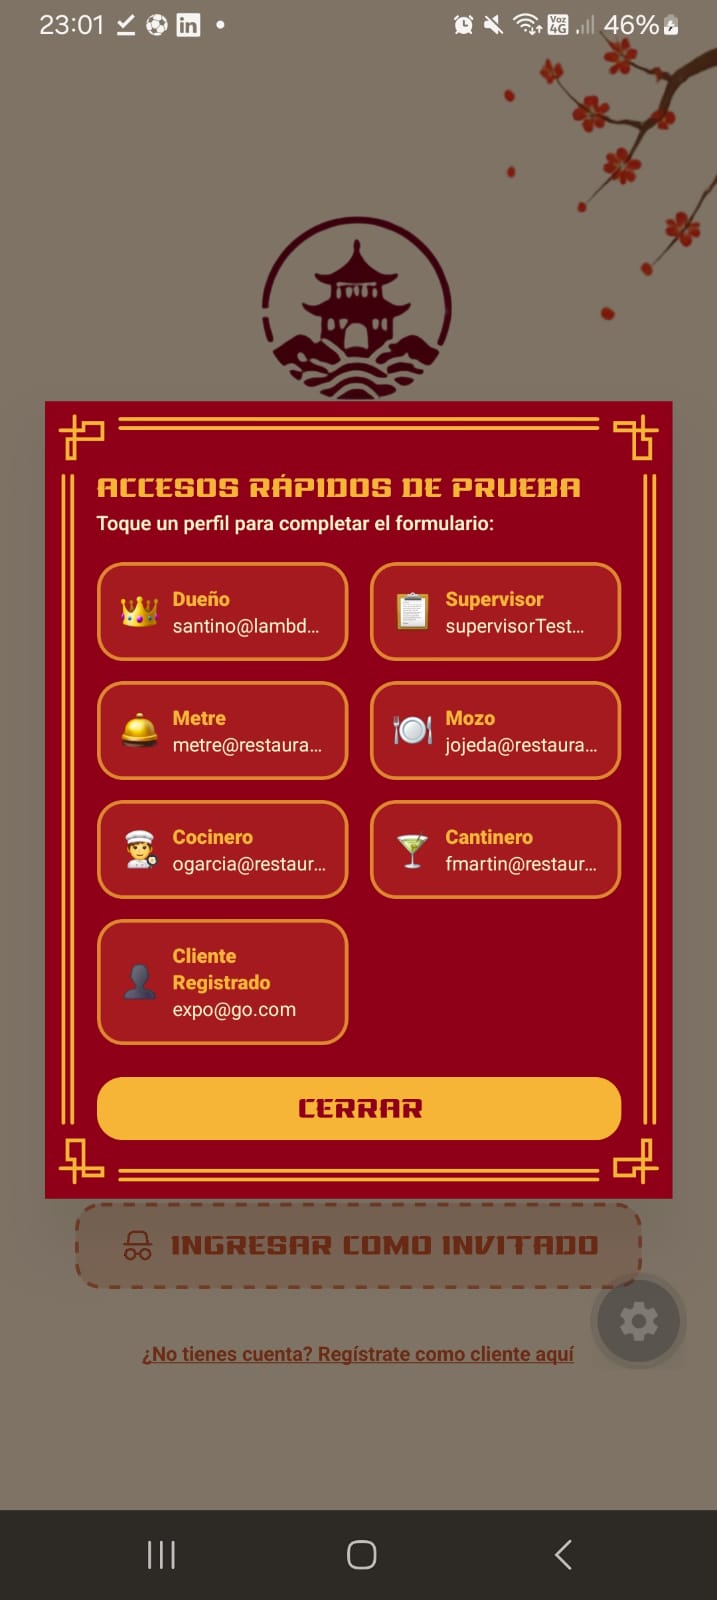 23:01
Voz 4G
46%
ACCESOS RÁPIDOS DE PRUEBA
Toque un perfil para completar el formulario:
Dueño
santino@lambd...
Supervisor
supervisorTest...
Metre
metre@restaura...
Mozo
jojeda@restaura...
Cocinero
ogarcia@restaur...
Cantinero
fmartin@restaur...
Cliente
Registrado
expo@go.com
CERRAR
INGRESAR COMO INVITADO
¿No tienes cuenta? Regístrate como cliente aquí